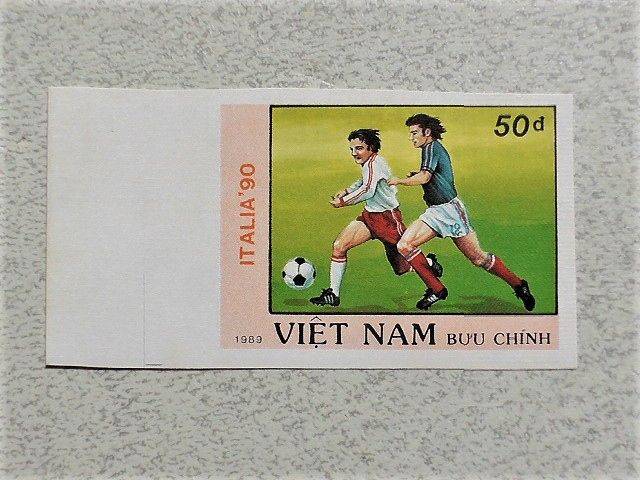 50đ
ITALIA'90
1989 VIỆT NAM BƯU CHÍNH